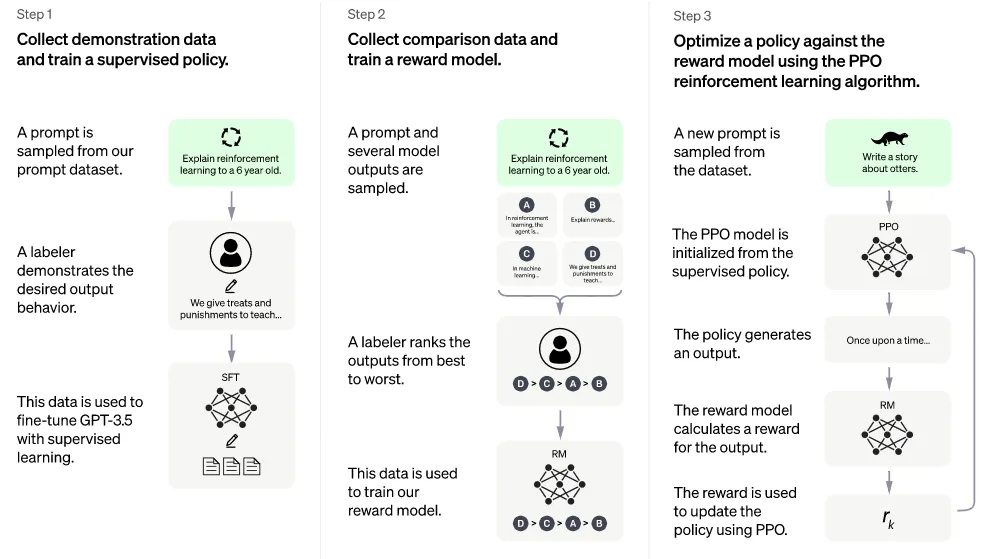 Step 1
Collect demonstration data
and train a supervised policy.
A prompt is
sampled from our
prompt dataset.
Explain reinforcement
learning to a 6 year old.
A labeler
demonstrates the
desired output
behavior.
We give treats and
punishments to teach...
This data is used to
fine-tune GPT-3.5
with supervised
learning.
SFT
Step 2
Collect comparison data and
train a reward model.
A prompt and
several model
outputs are
sampled.
Explain reinforcement
learning to a 6 year old.
A
In reinforcement
learning, the
agent is...
B
Explain rewards...
C
In machine
learning...
D
We give treats and
punishments to
teach...
A labeler ranks the
outputs from best
to worst.
D > C > A > B
This data is used
to train our
reward model.
RM
D > C > A > B
Step 3
Optimize a policy against the
reward model using the PPO
reinforcement learning algorithm.
A new prompt is
sampled from
the dataset.
Write a story
about otters.
The PPO model is
initialized from the
supervised policy.
PPO
The policy generates
an output.
Once upon a time...
The reward model
calculates a reward
for the output.
RM
The reward is used
to update the
policy using PPO.
rk